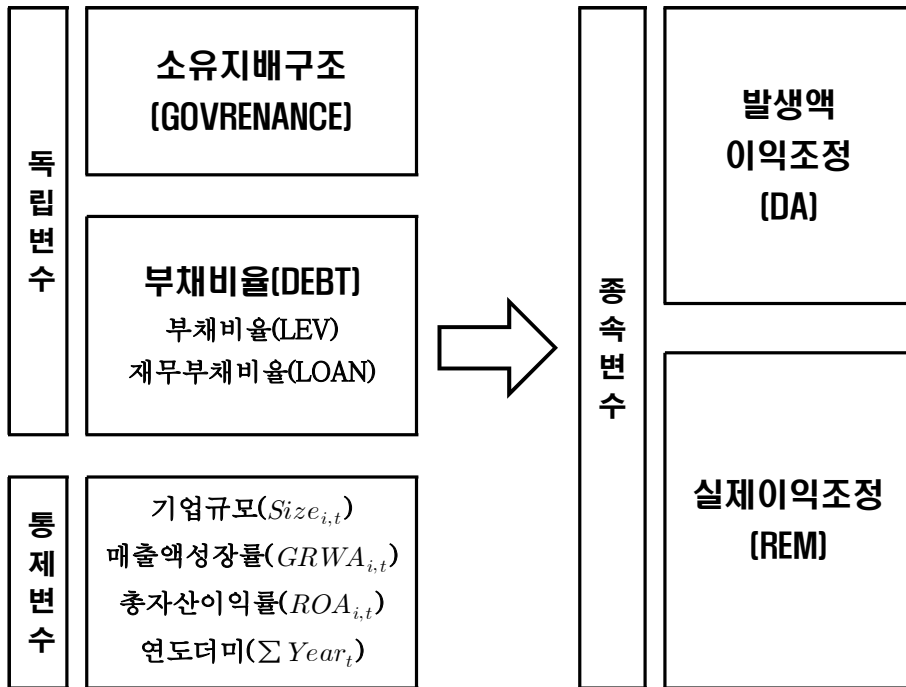 독립변수
소유지배구조
(GOVRENANCE)
부채비율(DEBT)
부채비율(LEV)
재무부채비율(LOAN)
통제변수
기업규모(Size_{i,t})
매출액성장률(GRWA_{i,t})
총자산이익률(ROA_{i,t})
연도더미(∑ Year_t)
종속변수
발생액
이익조정
(DA)
실제이익조정
(REM)